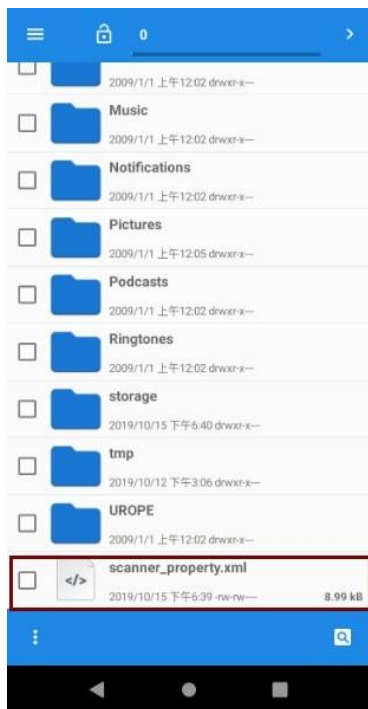 0
2009/1/1 上午12:02 drwxr-x---
Music
2009/1/1 上午12:02 drwxr-x---
Notifications
2009/1/1 上午12:02 drwxr-x---
Pictures
2009/1/1 上午12:05 drwxr-x---
Podcasts
2009/1/1 上午12:02 drwxr-x---
Ringtones
2009/1/1 上午12:02 drwxr-x---
storage
2019/10/15 下午6:40 drwxr-x---
tmp
2019/10/12 下午3:06 drwxr-x---
UROPE
2009/1/1 上午12:02 drwxr-x---
</> scanner_property.xml
2019/10/15 下午6:39 -rw-rw---- 8.99 kB